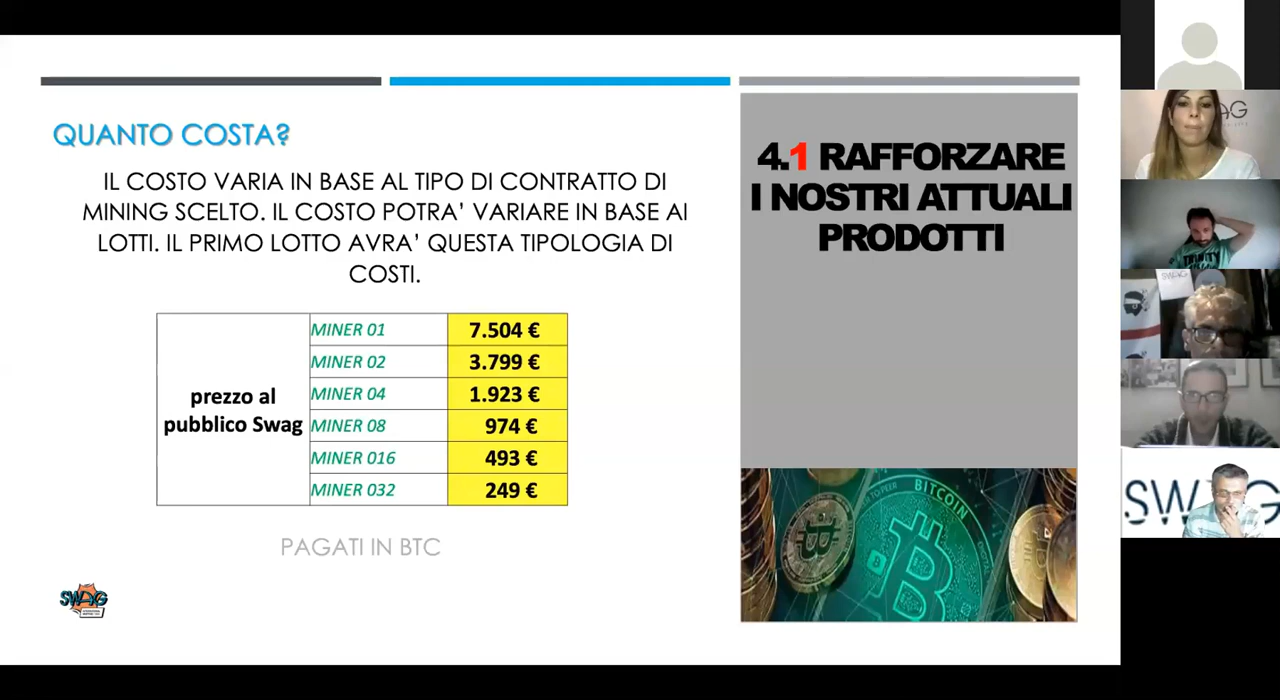 QUANTO COSTA?
IL COSTO VARIA IN BASE AL TIPO DI CONTRATTO DI
MINING SCELTO. IL COSTO POTRA’ VARIARE IN BASE AI
LOTTI. IL PRIMO LOTTO AVRA’ QUESTA TIPOLOGIA DI
COSTI.
prezzo al
pubblico Swag
MINER 01 7.504 €
MINER 02 3.799 €
MINER 04 1.923 €
MINER 08 974 €
MINER 016 493 €
MINER 032 249 €
PAGATI IN BTC
SWAG
4.1 RAFFORZARE
I NOSTRI ATTUALI
PRODOTTI
BITCOIN
AG
SWAG
SWAG